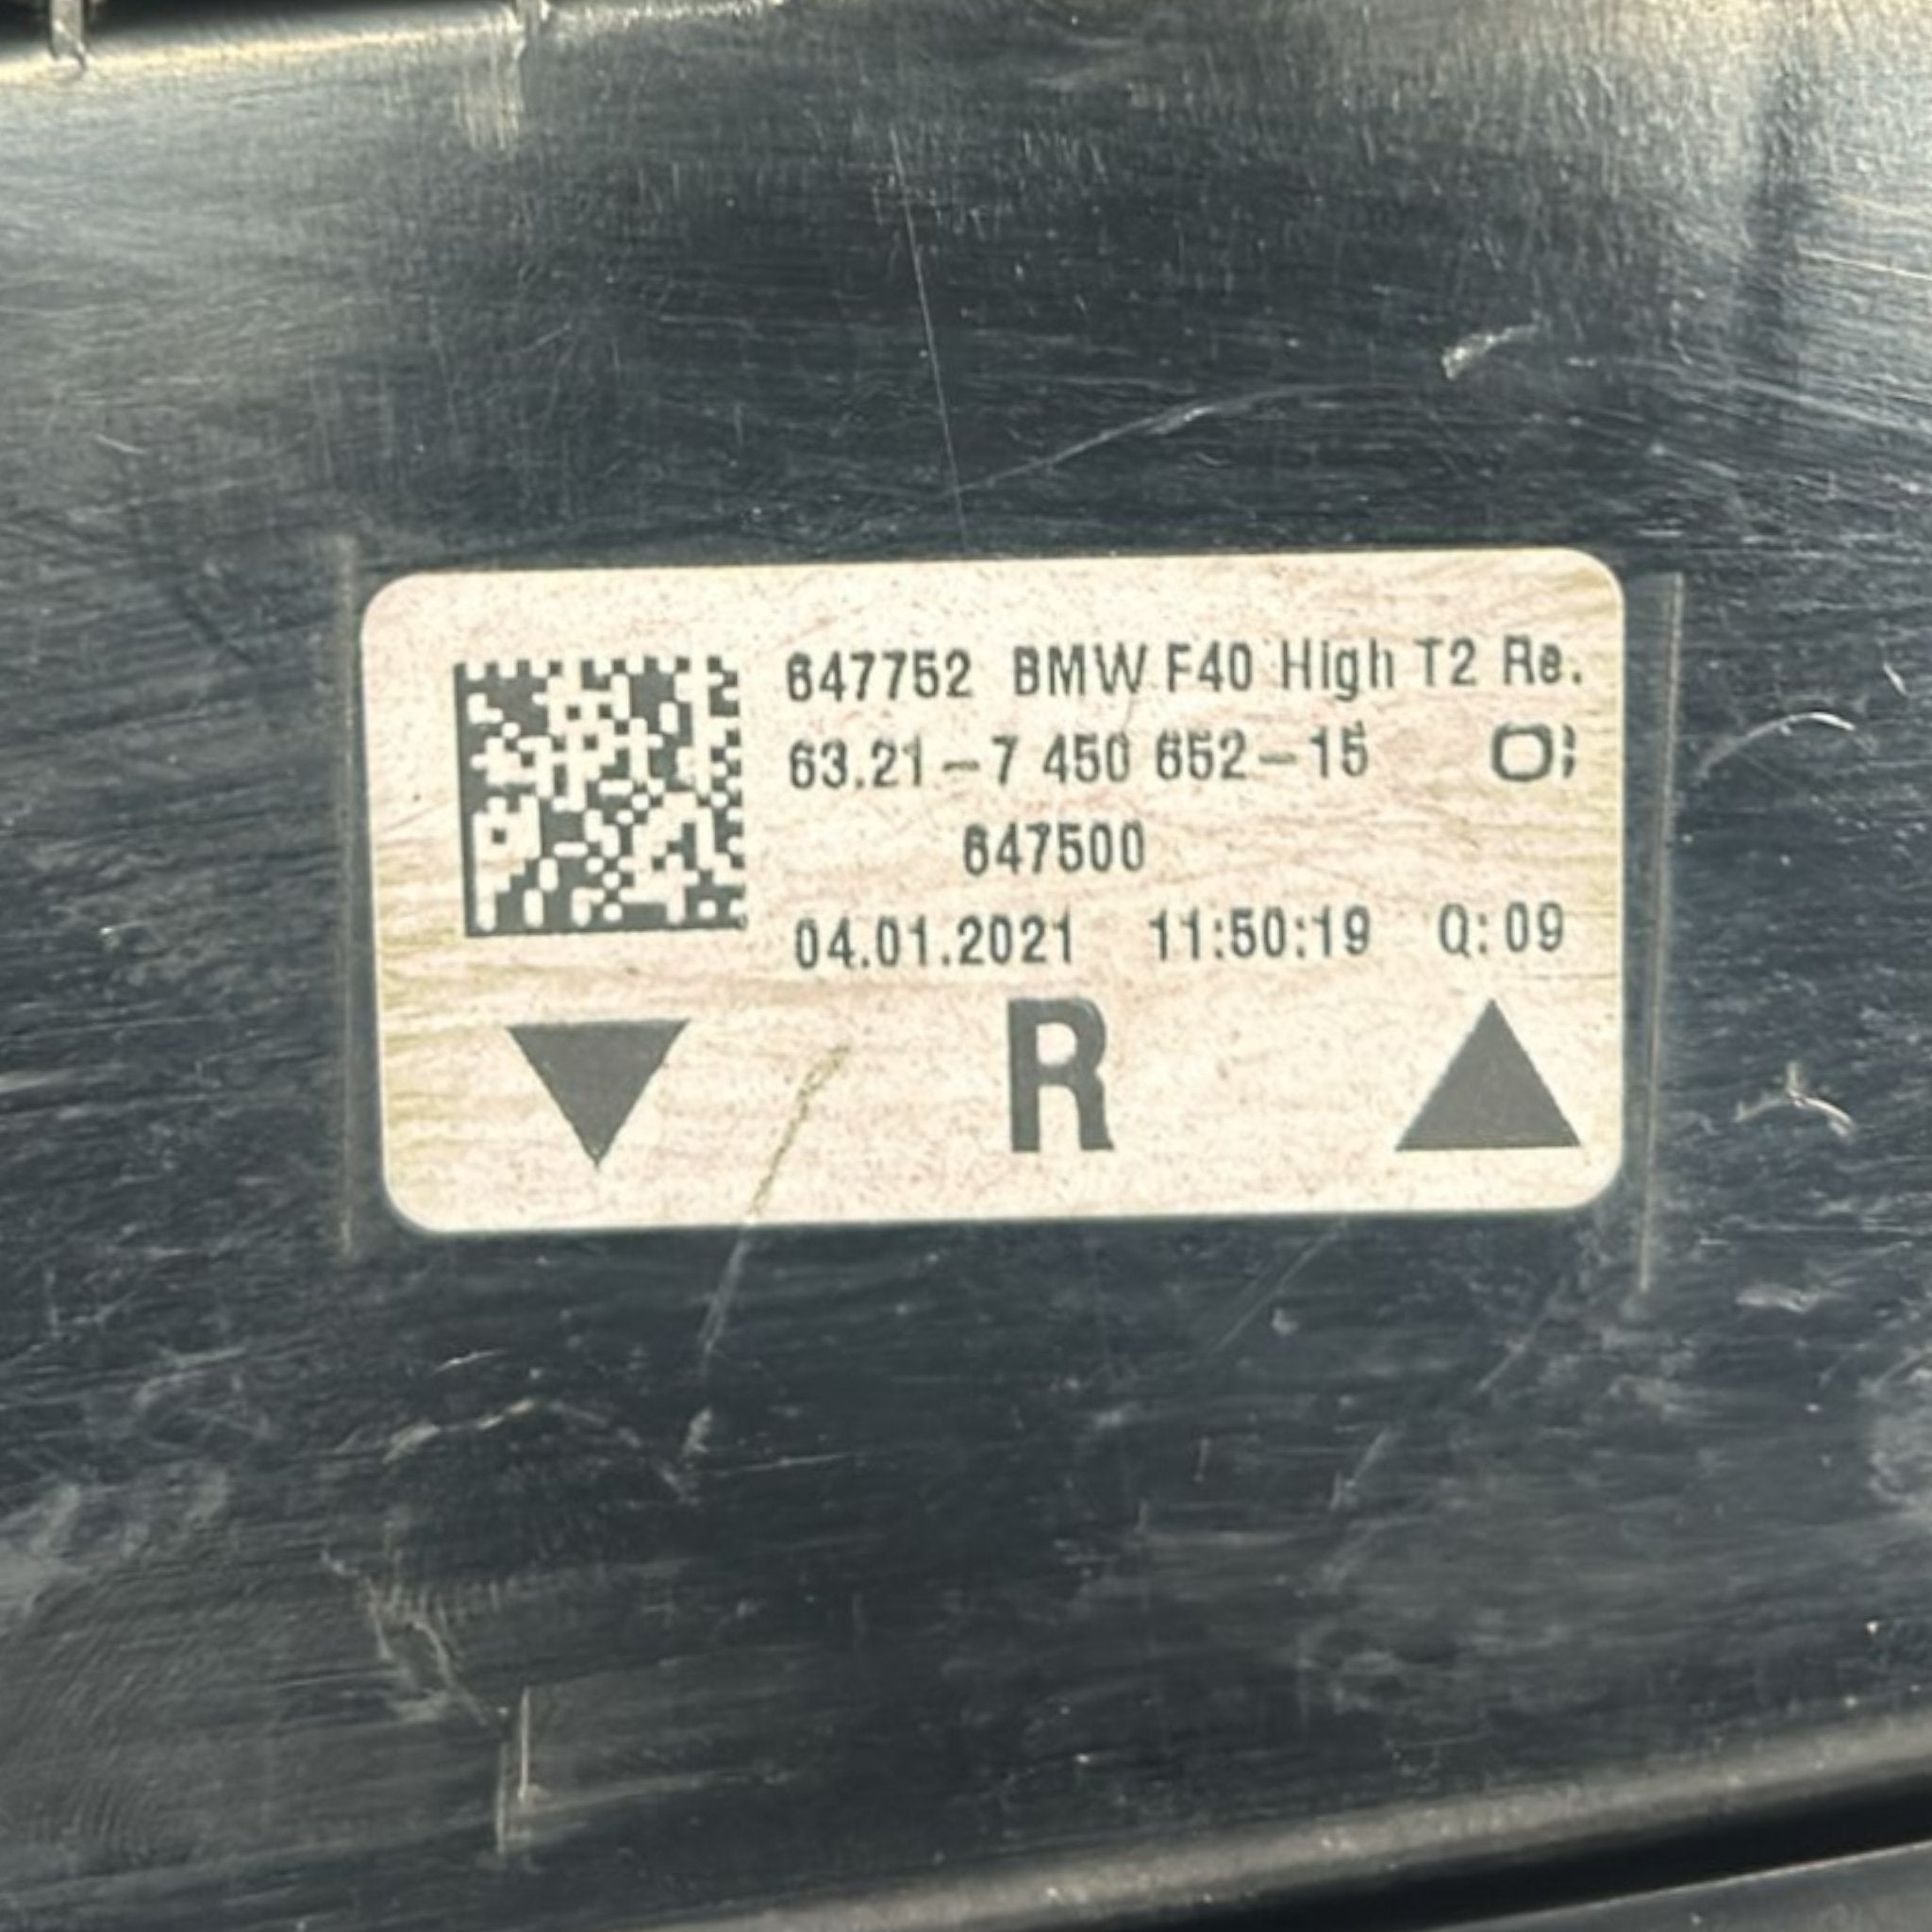 647752 BMW F40 High T2 Re.
63.21-7 450 652-15
647500
04.01.2021 11:50:19 Q:09
R